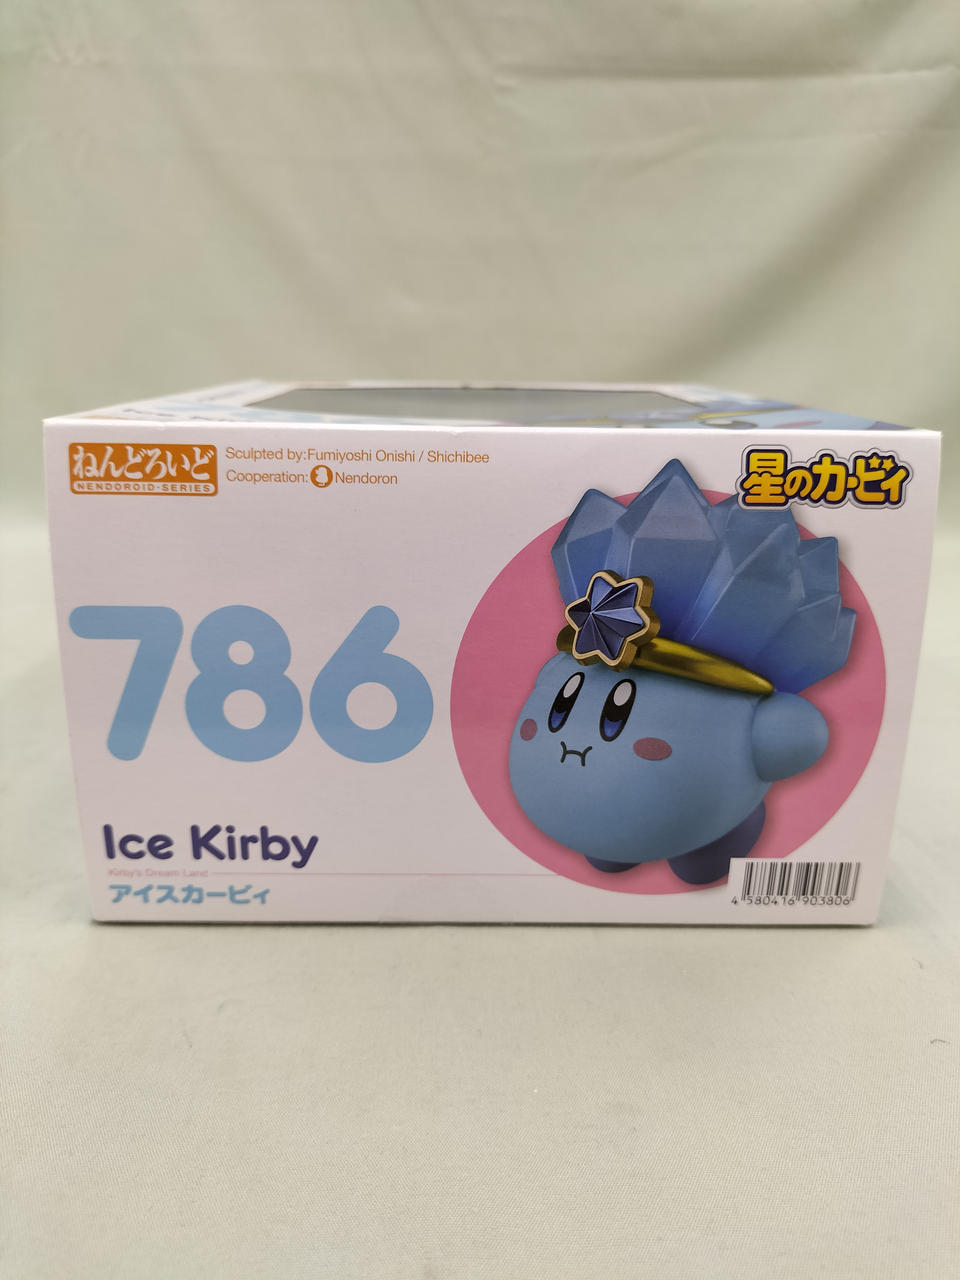 Ice
ねんどろいど
NENDOROID·SERIES
Sculpted by:Fumiyoshi Onishi / Shichibee
Cooperation: Nendoron
星のカービィ
786
Ice Kirby
Kirby's Dream Land
アイスカービィ
4 580416 903806